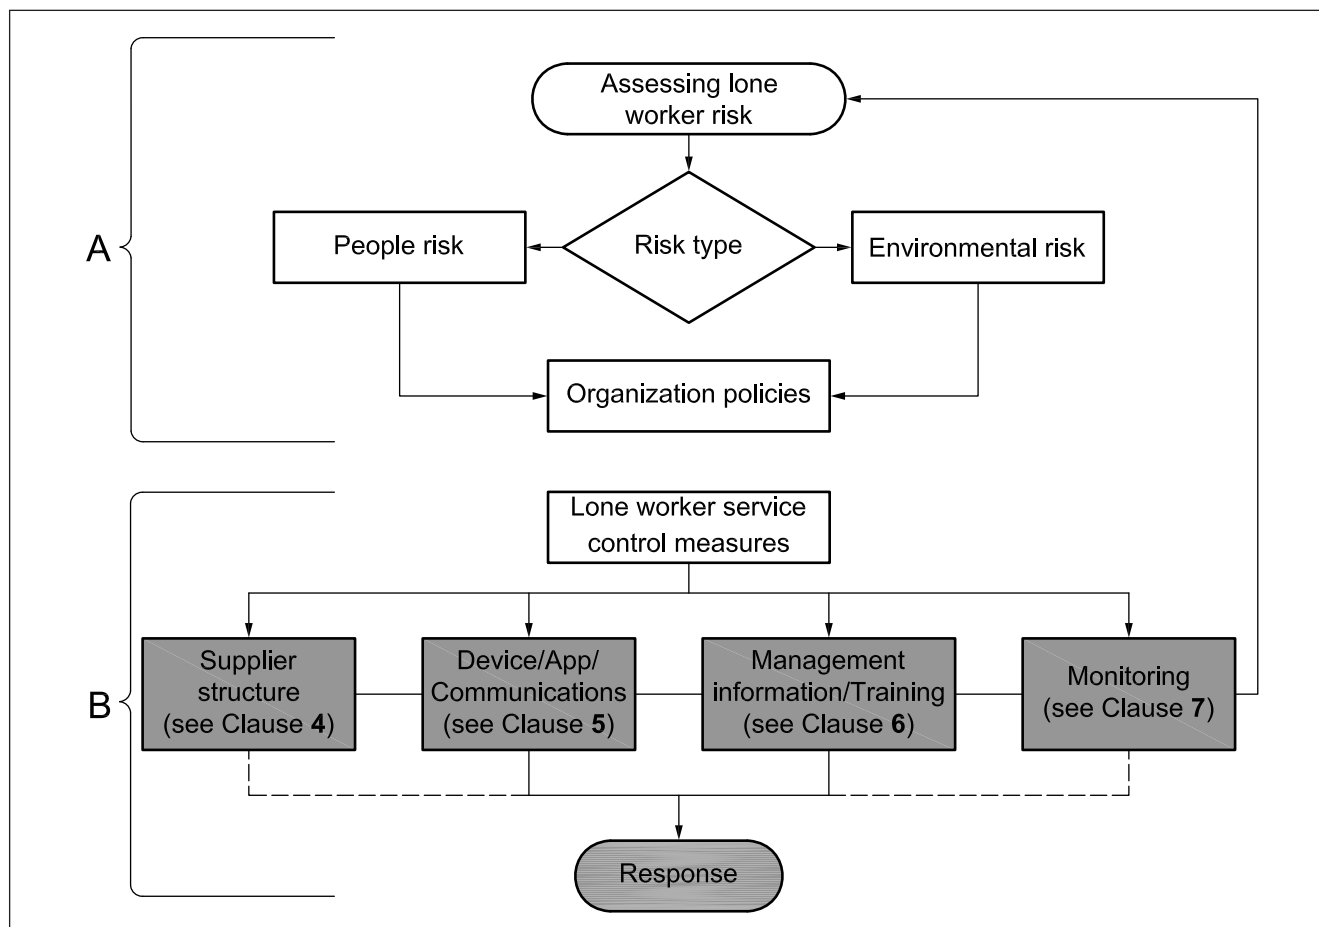 Assessing lone
worker risk
A
People risk
Risk type
Environmental risk
Organization policies
Lone worker service
control measures
B
Supplier
structure
(see Clause 4)
Device/App/
Communications
(see Clause 5)
Management
information/Training
(see Clause 6)
Monitoring
(see Clause 7)
Response